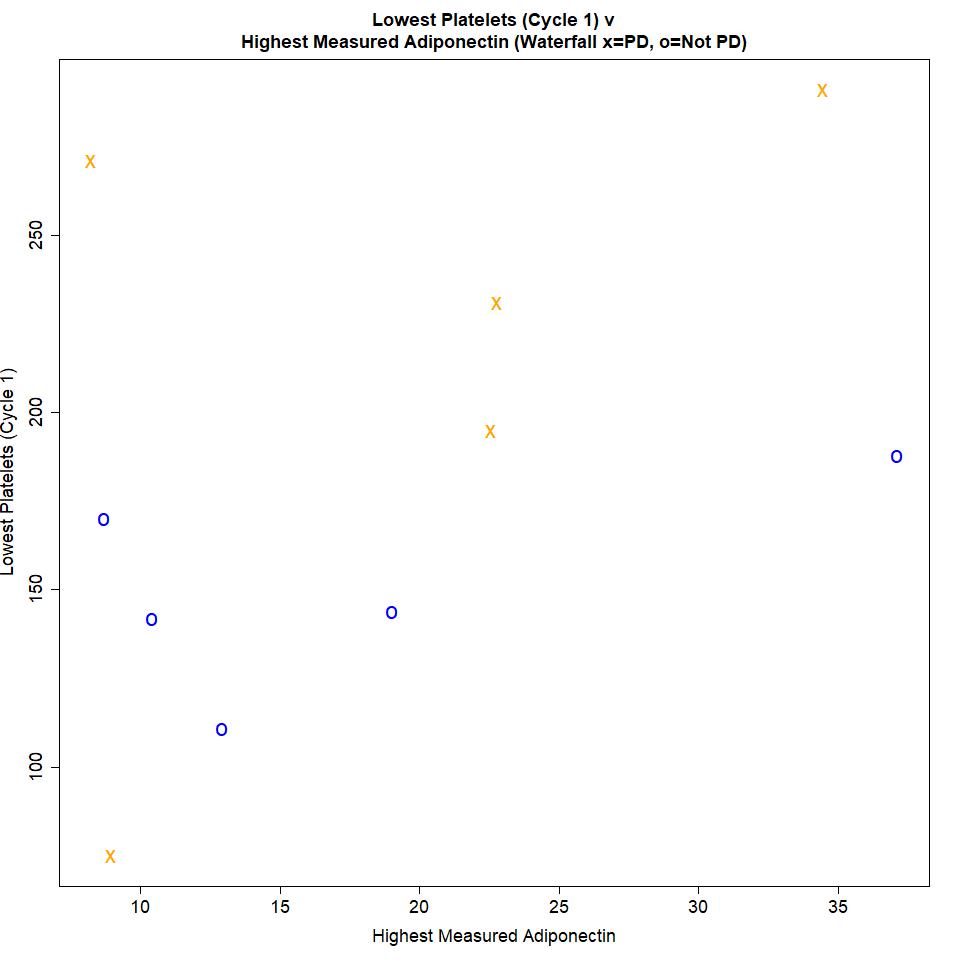 Lowest Platelets (Cycle 1) v
Highest Measured Adiponectin (Waterfall x=PD, o=Not PD)
x
x
250
x
200
x
o
o
150
o
o
o
100
x
Lowest Platelets (Cycle 1)
10 15 20 25 30 35
Highest Measured Adiponectin